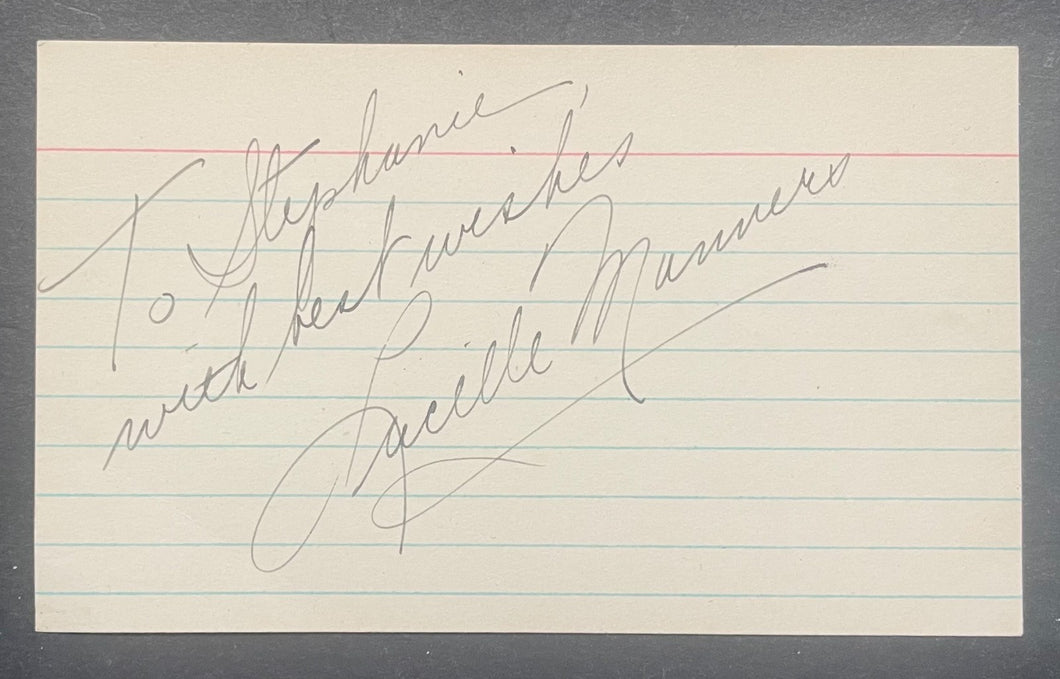 To Stephanie,
with best wishes
Lucille Manners